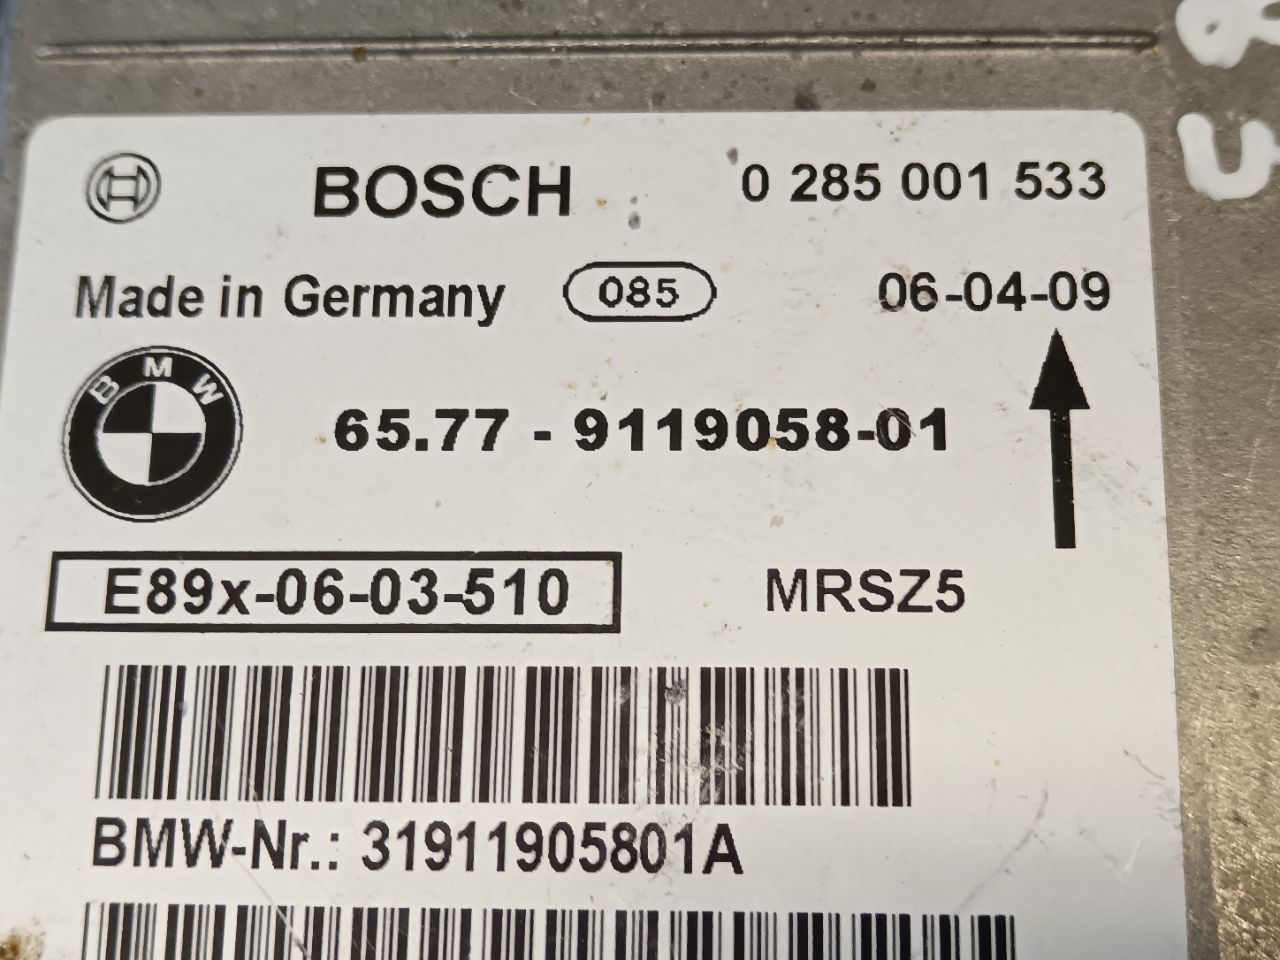 BOSCH 0 285 001 533
Made in Germany 085 06-04-09
BMW
65.77 - 9119058-01
E89x-06-03-510 MRSZ5
BMW-Nr.: 31911905801A